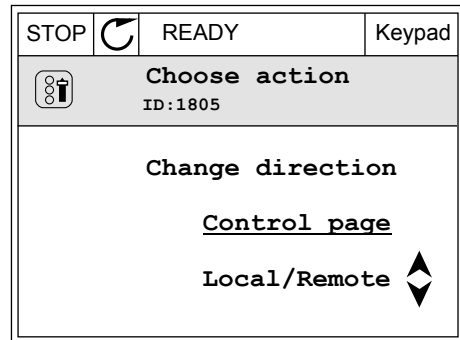 STOP READY Keypad
Choose action
ID:1805
Change direction
Control page
Local/Remote